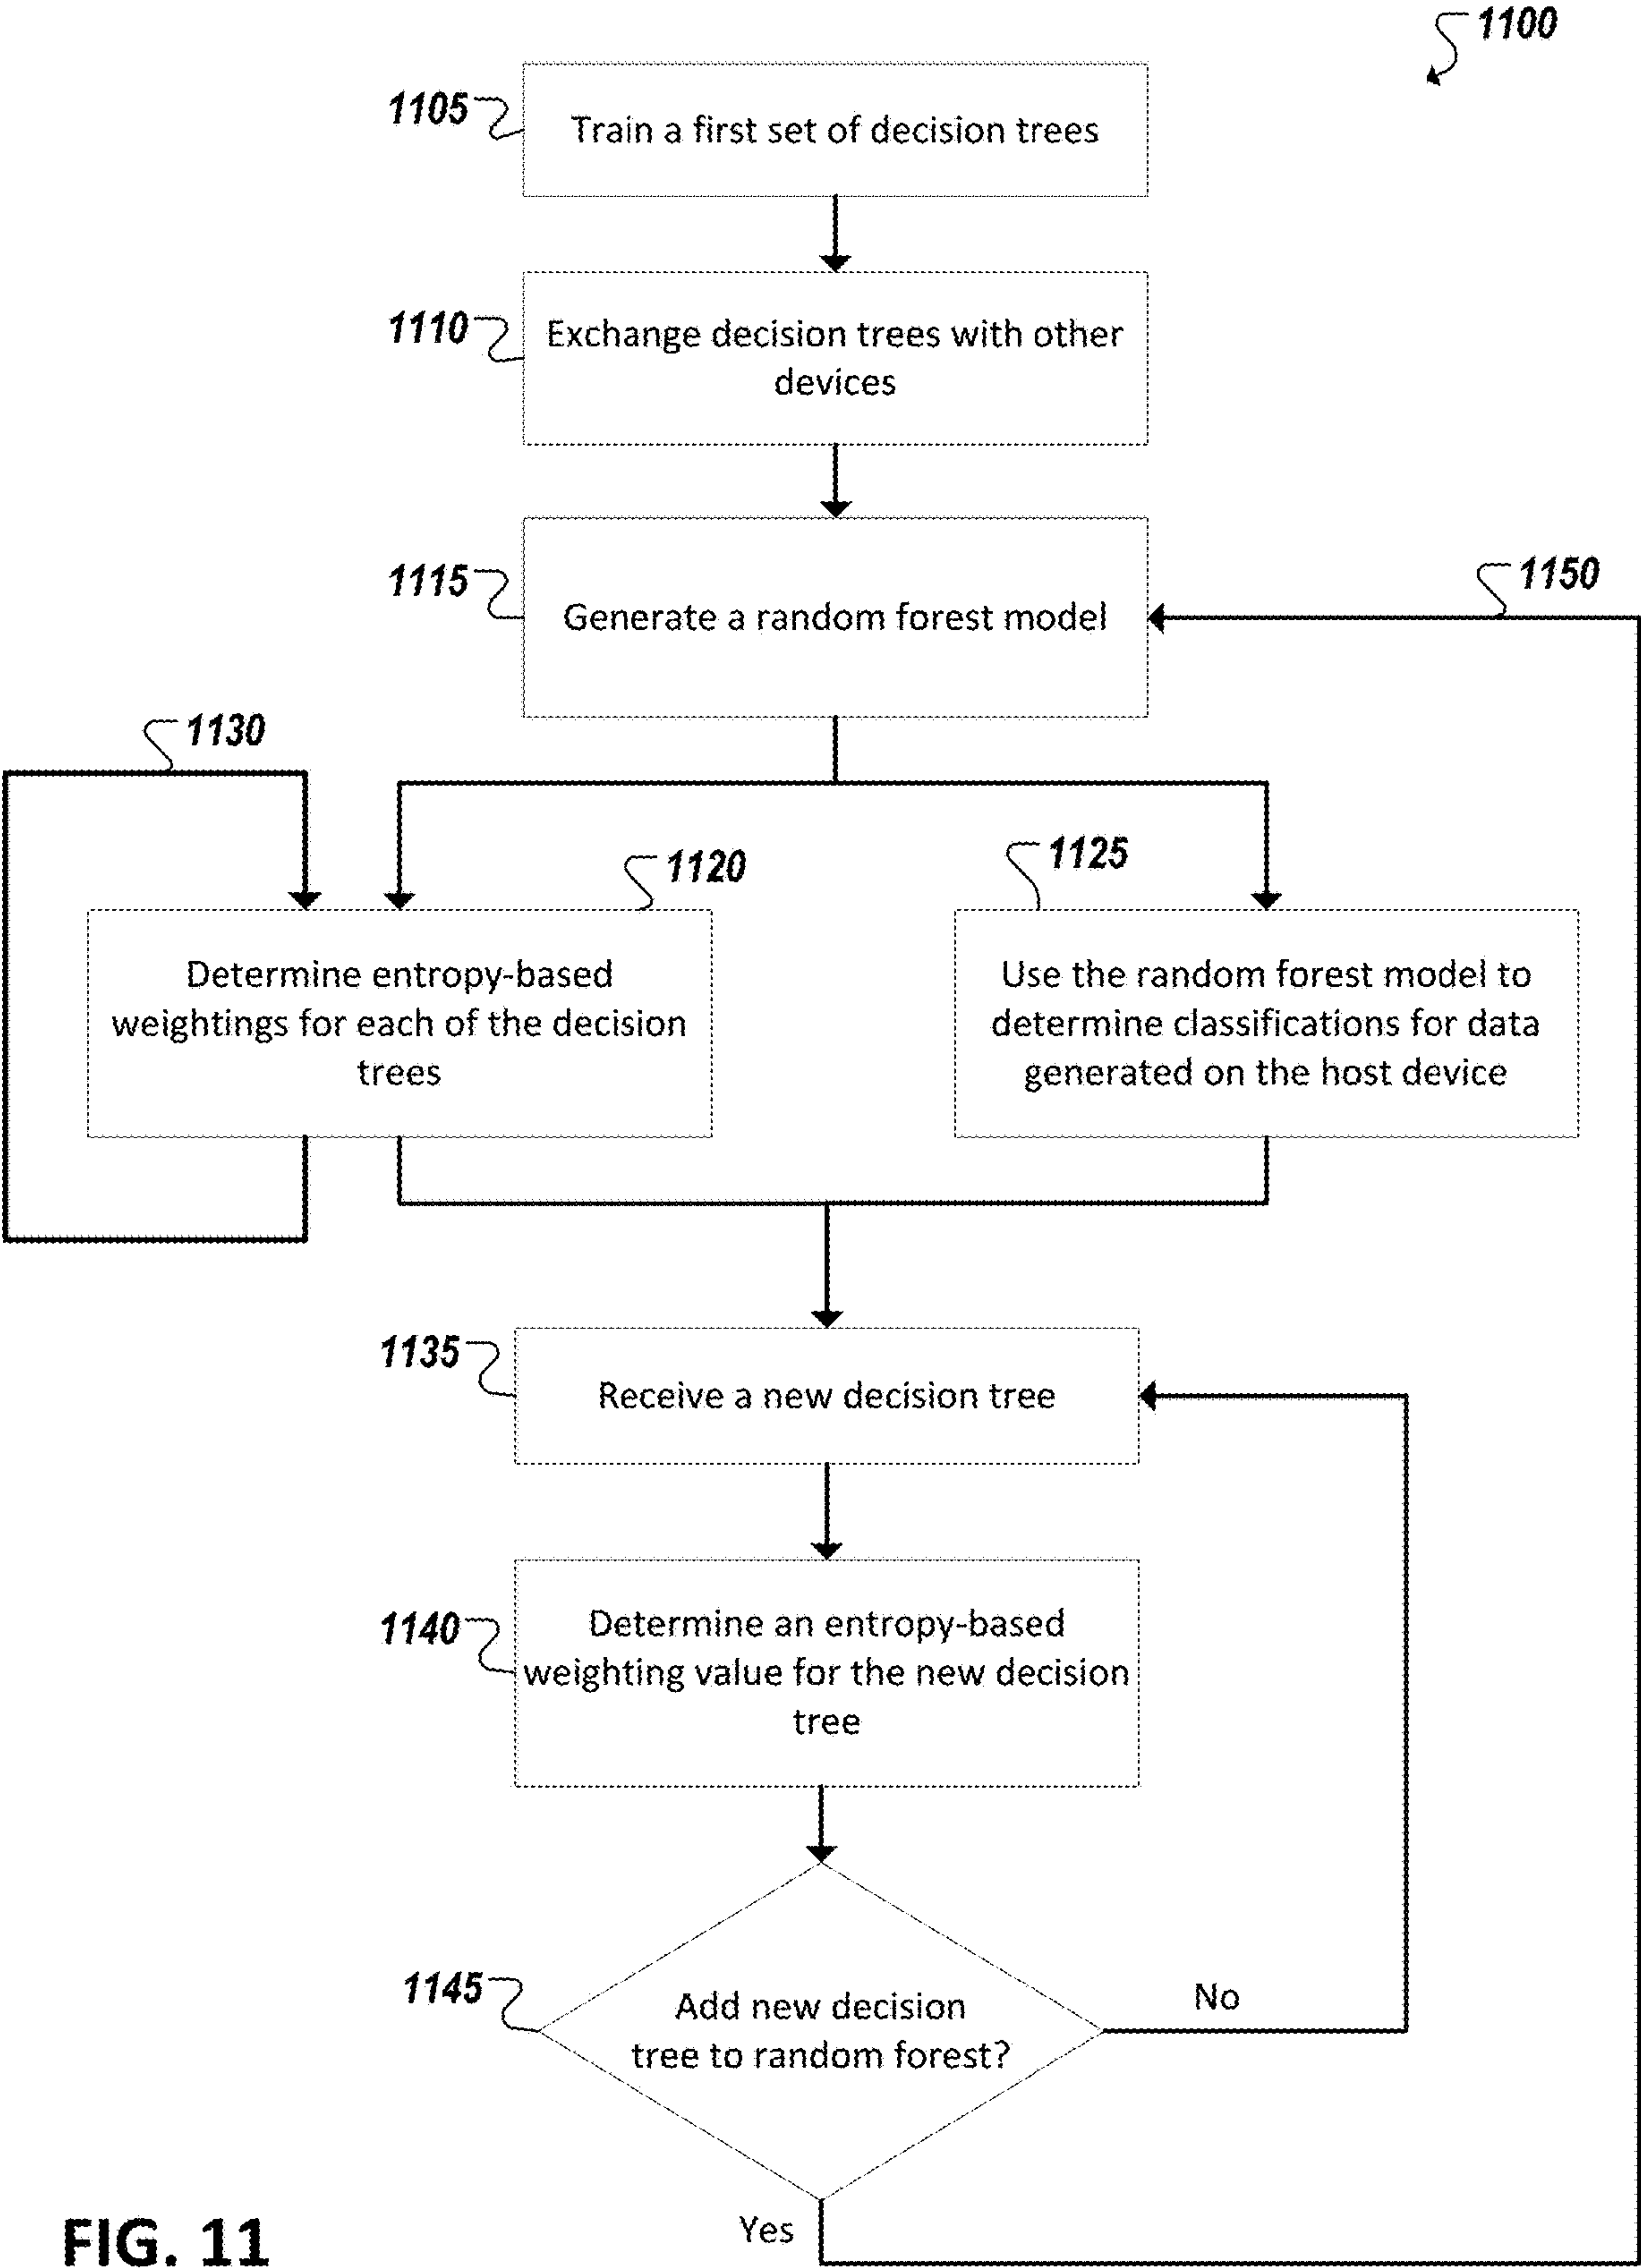 1100
1105
Train a first set of decision trees
1110
Exchange decision trees with other
devices
1115
Generate a random forest model
1150
1130
1120
1125
Determine entropy-based
weightings for each of the decision
trees
Use the random forest model to
determine classifications for data
generated on the host device
1135
Receive a new decision tree
1140
Determine an entropy-based
weighting value for the new decision
tree
1145
Add new decision
tree to random forest?
No
Yes
FIG. 11